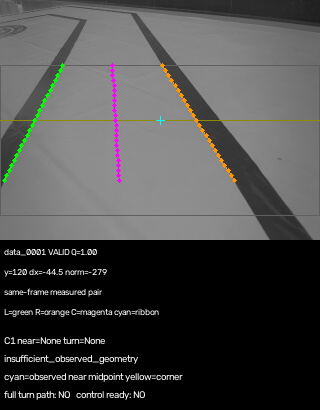 data_0001 VALID Q=1.00
y=120 dx=-44.5 norm=-279
same-frame measured pair
L=green R=orange C=magenta cyan=ribbon
C1 near=None turn=None
insufficient_observed_geometry
cyan=observed near midpoint yellow=corner
full turn path: NO control ready: NO